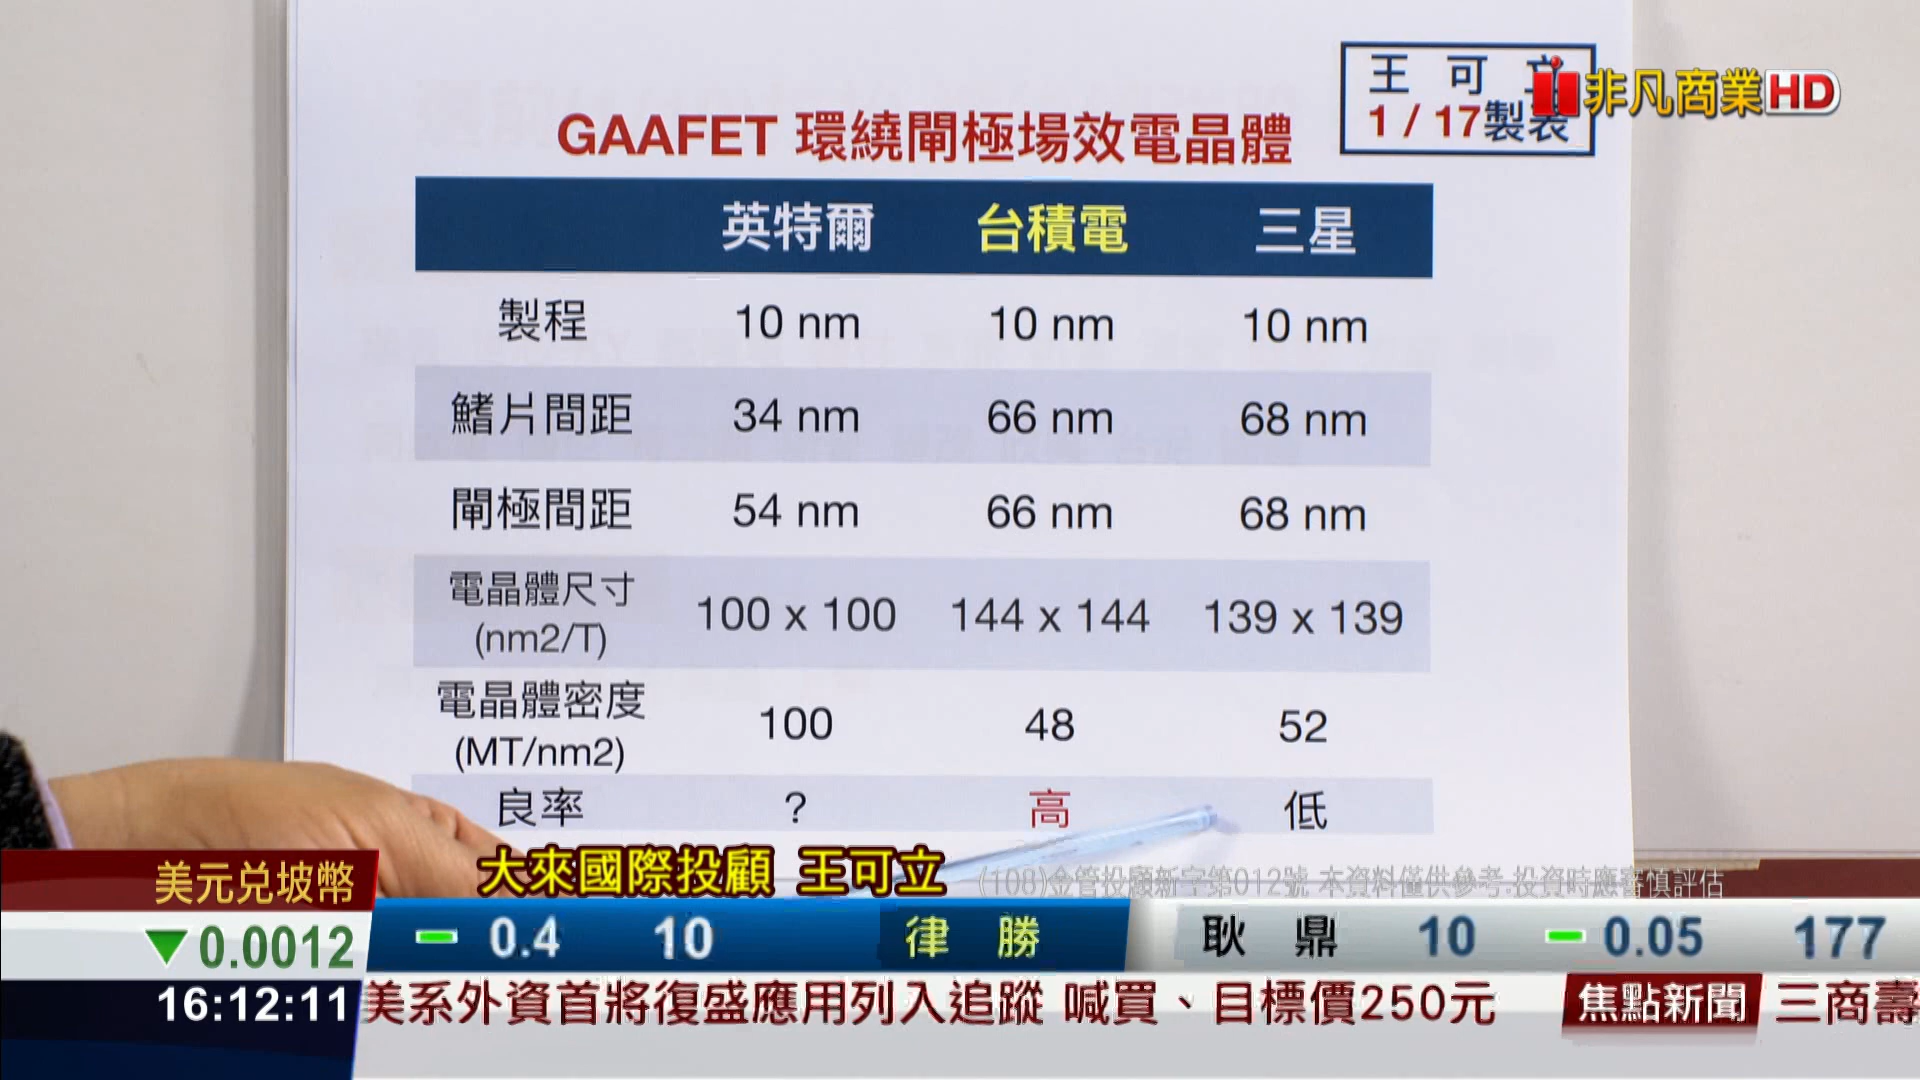 王 可 立
1 / 17製表
非凡商業HD
GAAFET 環繞閘極場效電晶體
英特爾 台積電 三星
製程 10 nm 10 nm 10 nm
鰭片間距 34 nm 66 nm 68 nm
閘極間距 54 nm 66 nm 68 nm
電晶體尺寸
(nm2/T) 100 x 100 144 x 144 139 x 139
電晶體密度
(MT/nm2) 100 48 52
良率 ? 高 低
大來國際投顧 王可立
(108)金管投顧新字第012號 本資料僅供參考.投資時應審慎評估
美元兌坡幣
0.0012
0.4 10 律 勝 耿 鼎 10 0.05 177
16:12:11
美系外資首將復盛應用列入追蹤 喊買、目標價250元 焦點新聞 三商壽